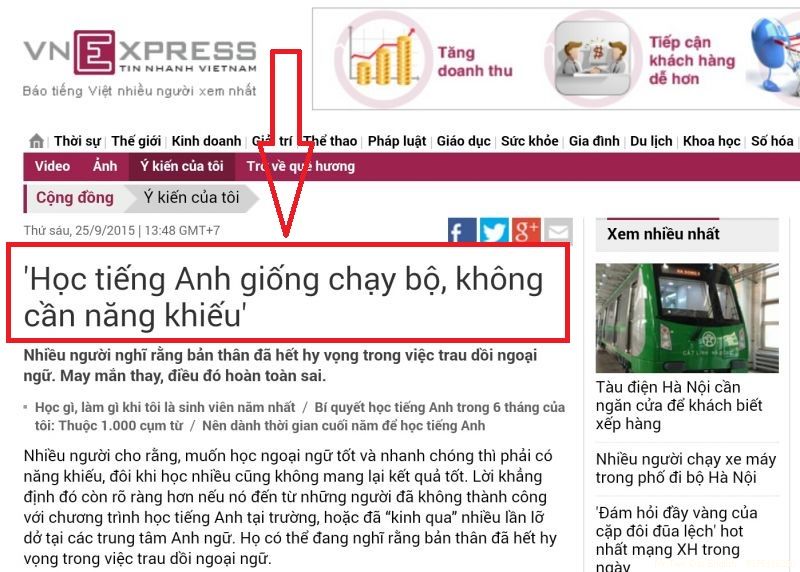 VNEXPRESS
TIN NHANH VIETNAM
Báo tiếng Việt nhiều người xem nhất
Tăng
doanh thu
Tiếp cận
khách hàng
dễ hơn
Thời sự Thế giới Kinh doanh Giải trí Thể thao Pháp luật Giáo dục Sức khỏe Gia đình Du lịch Khoa học Số hóa
Video Ảnh Ý kiến của tôi Trở về quê hương
Cộng đồng Ý kiến của tôi
Thứ sáu, 25/9/2015 | 13:48 GMT+7
'Học tiếng Anh giống chạy bộ, không
cần năng khiếu'
Nhiều người nghĩ rằng bản thân đã hết hy vọng trong việc trau dồi ngoại
ngữ. May mắn thay, điều đó hoàn toàn sai.
Học gì, làm gì khi tôi là sinh viên năm nhất / Bí quyết học tiếng Anh trong 6 tháng của
tôi: Thuộc 1.000 cụm từ / Nên dành thời gian cuối năm để học tiếng Anh
Nhiều người cho rằng, muốn học ngoại ngữ tốt và nhanh chóng thì phải có
năng khiếu, đôi khi học nhiều cũng không mang lại kết quả tốt. Lời khẳng
định đó còn rõ ràng hơn nếu nó đến từ những người đã không thành công
với chương trình học tiếng Anh tại trường, hoặc đã "kinh qua" nhiều lần lỡ
dở tại các trung tâm Anh ngữ. Họ có thể đang nghĩ rằng bản thân đã hết hy
vọng trong việc trau dồi ngoại ngữ.
Xem nhiều nhất
CÁT LINH HÀ ĐÔNG
Tàu điện Hà Nội cần
ngăn cửa để khách biết
xếp hàng
Nhiều người chạy xe máy
trong phố đi bộ Hà Nội
'Đám hỏi đầy vàng của
cặp đôi đũa lệch' hot
nhất mạng XH trong
ngày